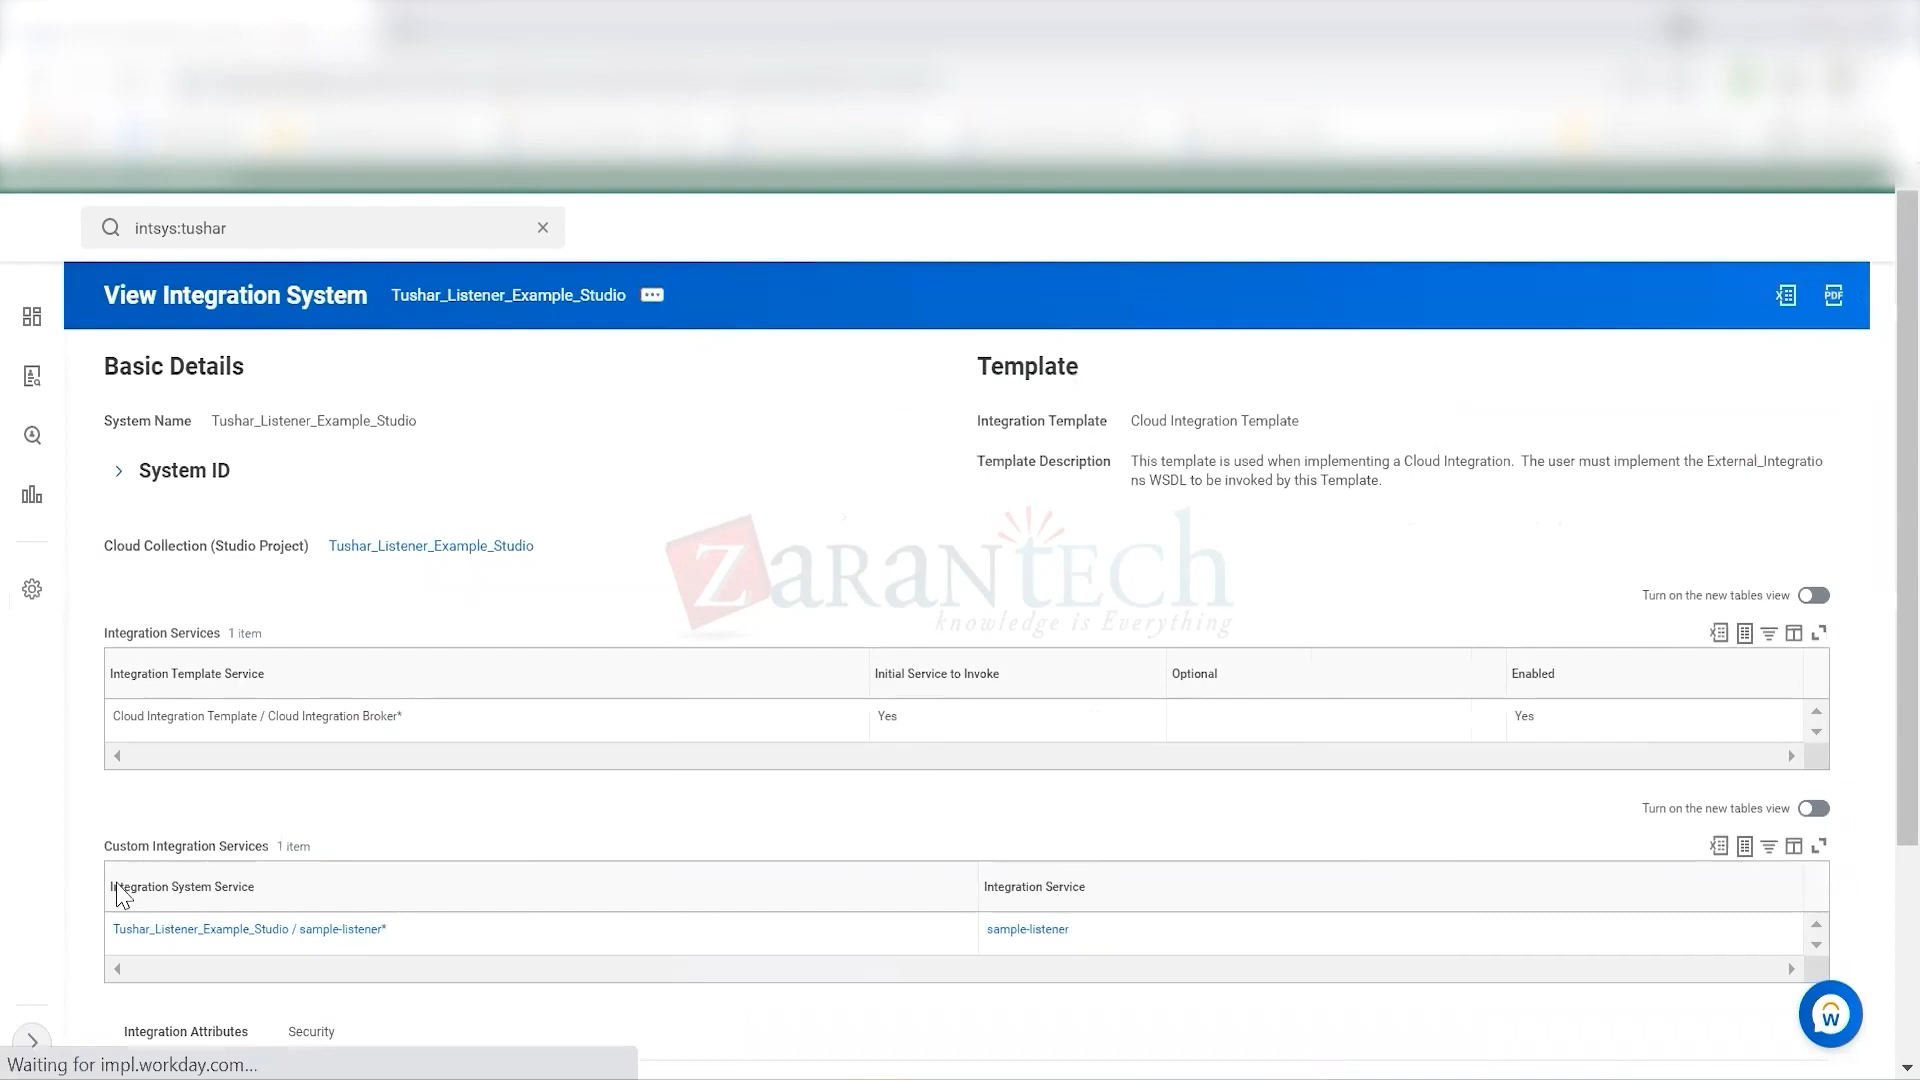 intsys:tushar
View Integration System Tushar_Listener_Example_Studio
PDF
Basic Details
Template
System Name Tushar_Listener_Example_Studio
Integration Template Cloud Integration Template
System ID
Template Description This template is used when implementing a Cloud Integration. The user must implement the External_Integratio
ns WSDL to be invoked by this Template.
Cloud Collection (Studio Project) Tushar_Listener_Example_Studio
ZARANTECH
knowledge is Everything
Turn on the new tables view
Integration Services 1 item
Integration Template Service Initial Service to Invoke Optional Enabled
Cloud Integration Template / Cloud Integration Broker* Yes Yes
Turn on the new tables view
Custom Integration Services 1 item
Integration System Service Integration Service
Tushar_Listener_Example_Studio / sample-listener* sample-listener
Integration Attributes Security
W
Waiting for impl.workday.com...